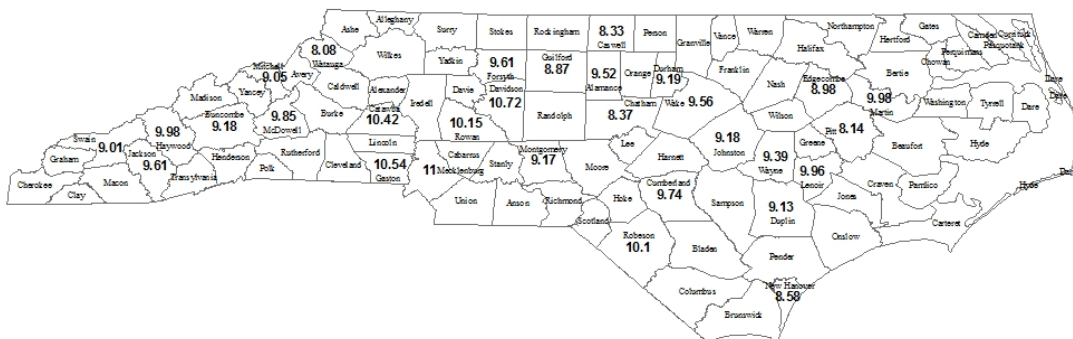 Ashe
Alleghany
Surry
Stokes
Rockingham
8.33
Caswell
Person
Granville
Vance
Warren
Northampton
Gates
Camden
Currituck
Pasquotank
Perquimans
Chowan
Hertford
Halifax
8.08
Watauga
Wilkes
Yadkin
9.61
Forsyth
Guilford
8.87
9.52
Alamance
Orange
Durham
9.19
Franklin
Nash
Edgecombe
8.98
Bertie
Mitchell
9.05
Avery
Caldwell
Alexander
Iredell
Davie
Davidson
10.72
Randolph
Chatham
8.37
Wake
9.56
Wilson
9.98
Martin
Washington
Tyrrell
Dare
Dare
Dare
Madison
Yancey
Buncombe
9.18
9.85
McDowell
Burke
Catawba
10.42
10.15
Rowan
9.18
Johnston
Greene
Pitt
8.14
Beaufort
Hyde
Swain
9.98
Haywood
Graham
9.01
Jackson
9.61
Henderson
Transylvania
Polk
Rutherford
Cleveland
Lincoln
10.54
Gaston
11
Mecklenburg
Cabarrus
Stanly
Montgomery
9.17
Moore
Lee
Harnett
9.39
Wayne
9.96
Lenoir
Craven
Pamlico
Hyde
Dar
Cherokee
Clay
Macon
Union
Anson
Richmond
Scotland
Hoke
Cumberland
9.74
Sampson
9.13
Duplin
Jones
Carteret
Onslow
Robeson
10.1
Bladen
Pender
Columbus
New Hanover
8.58
Brunswick